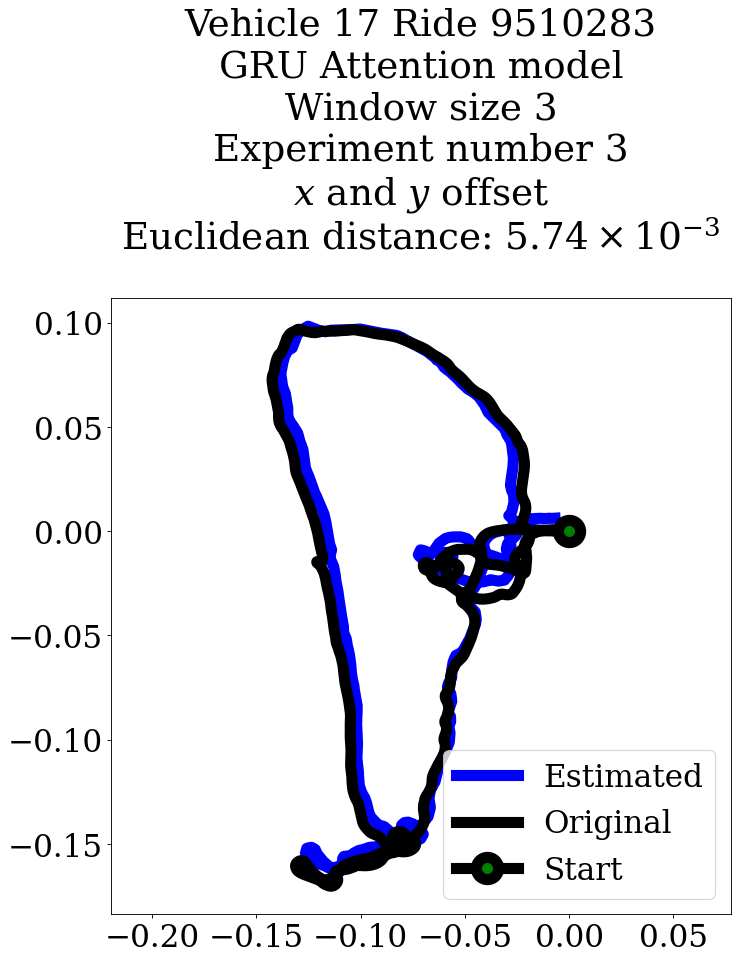 Vehicle 17 Ride 9510283
GRU Attention model
Window size 3
Experiment number 3
x and y offset
Euclidean distance: 5.74 × 10⁻³
0.10
0.05
0.00
−0.05
−0.10
−0.15
Estimated
Original
Start
−0.20 −0.15 −0.10 −0.05 0.00 0.05